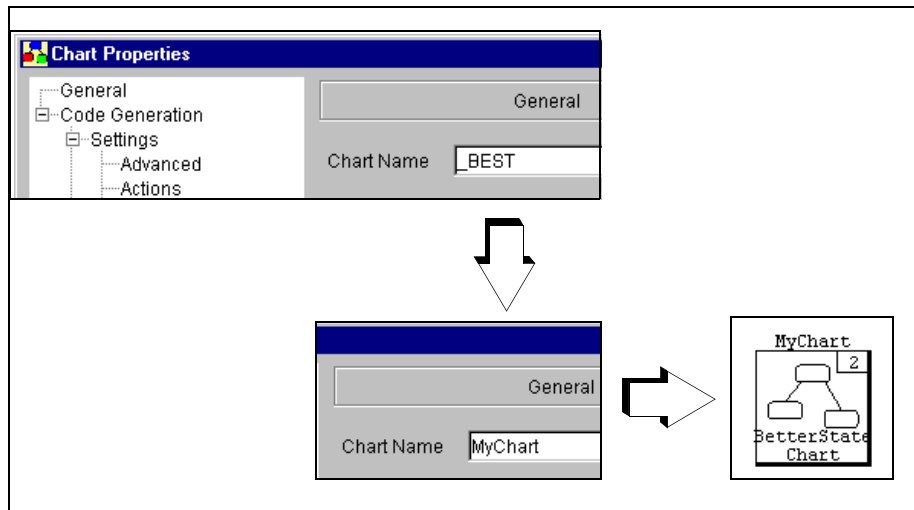 Chart Properties
General
Code Generation
Settings
Advanced
Actions
General
Chart Name _BEST
General
Chart Name MyChart
MyChart
2
BetterState
Chart